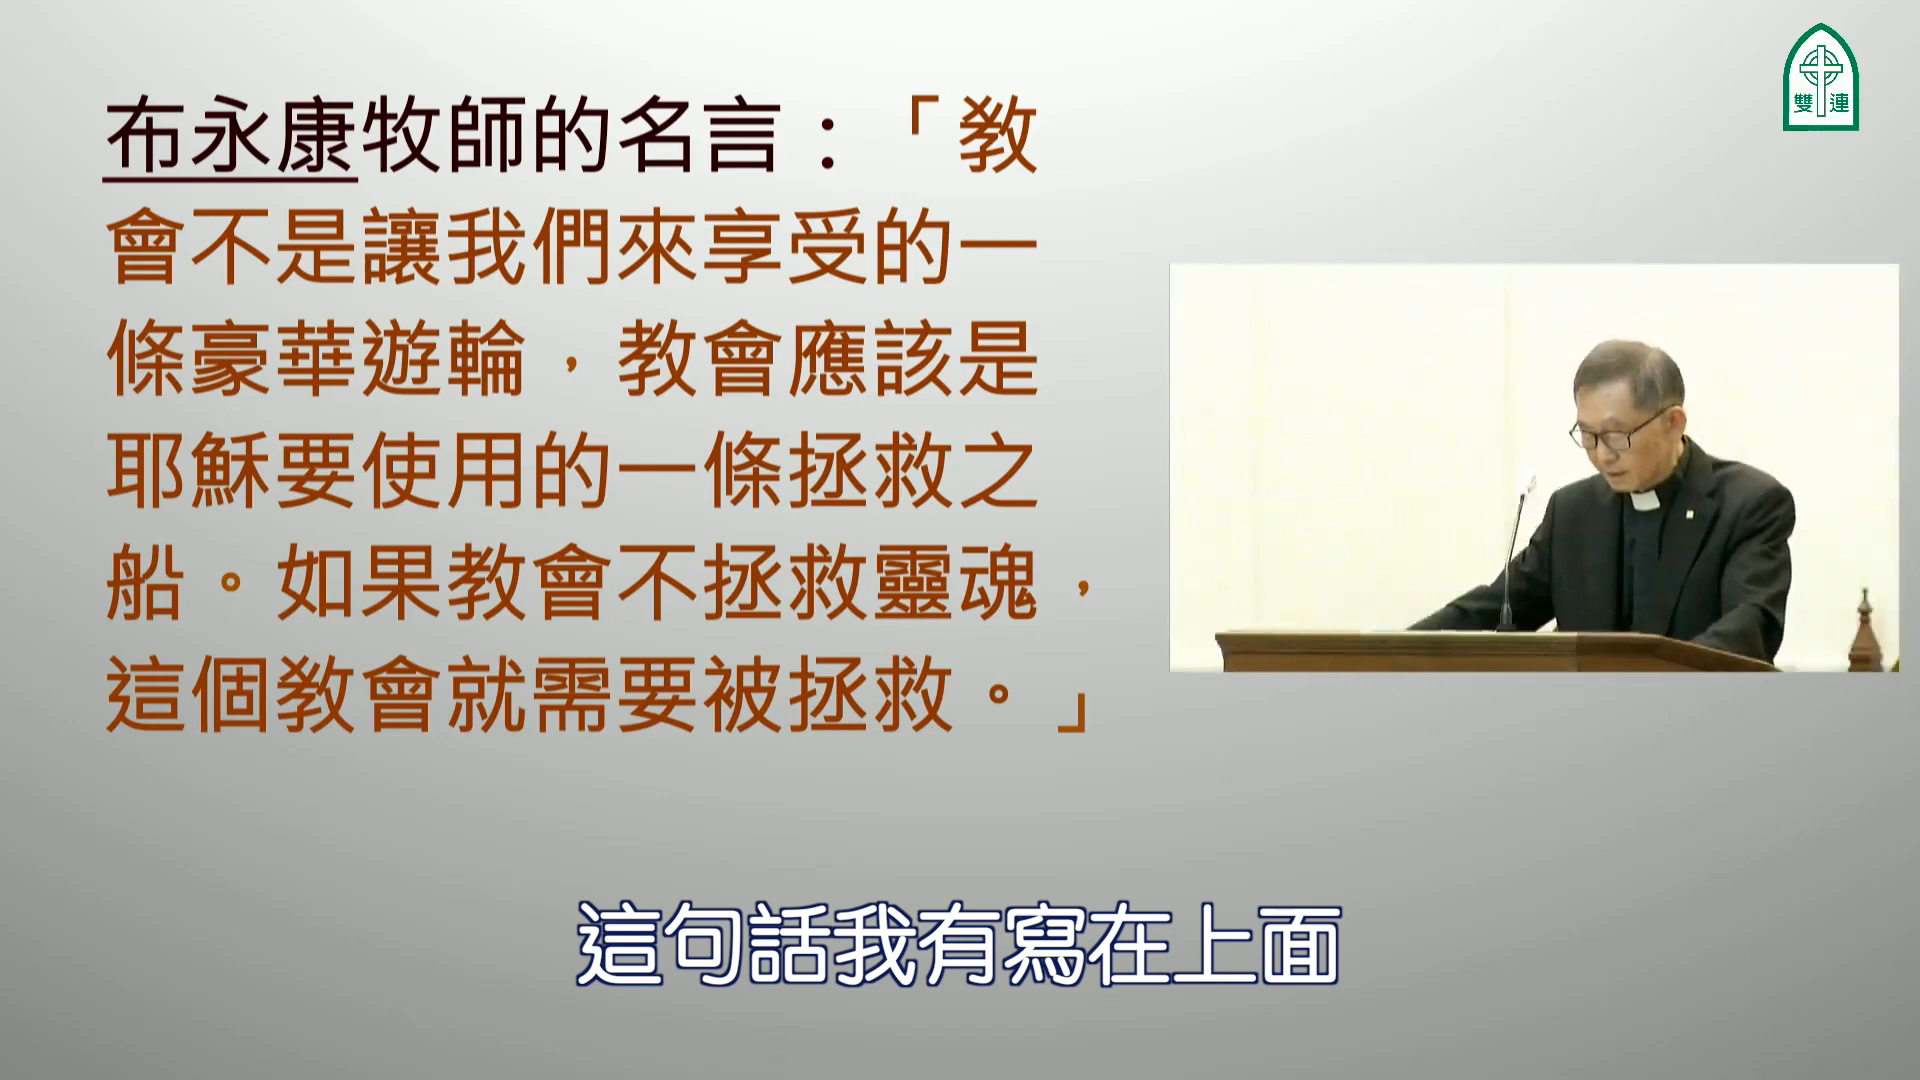 布永康牧師的名言：「教
會不是讓我們來享受的一
條豪華遊輪，教會應該是
耶穌要使用的一條拯救之
船。如果教會不拯救靈魂，
這個教會就需要被拯救。」
雙連
這句話我有寫在上面